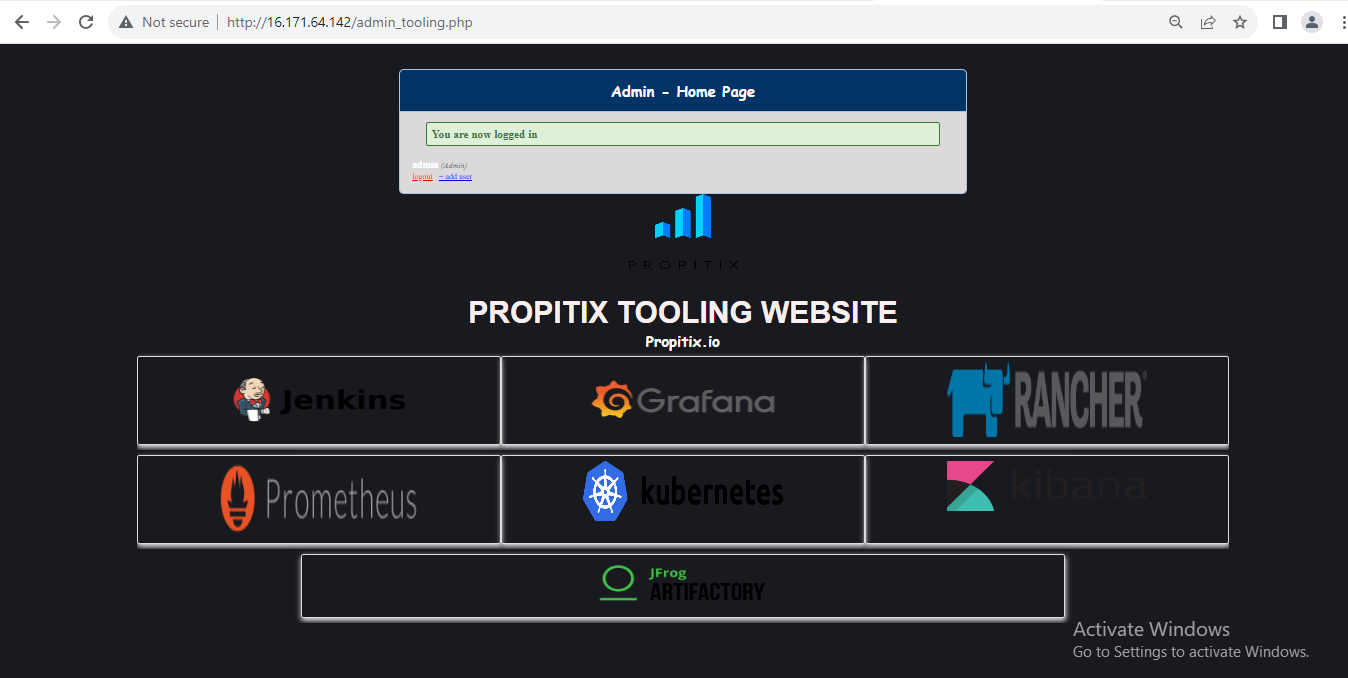 Not secure | http://16.171.64.142/admin_tooling.php
Admin - Home Page
You are now logged in
admin (Admin)
logout + add user
PROPITIX
PROPITIX TOOLING WEBSITE
Propitix.io
Jenkins
Grafana
RANCHER®
Prometheus
kubernetes
kibana
JFrog
ARTIFACTORY
Activate Windows
Go to Settings to activate Windows.